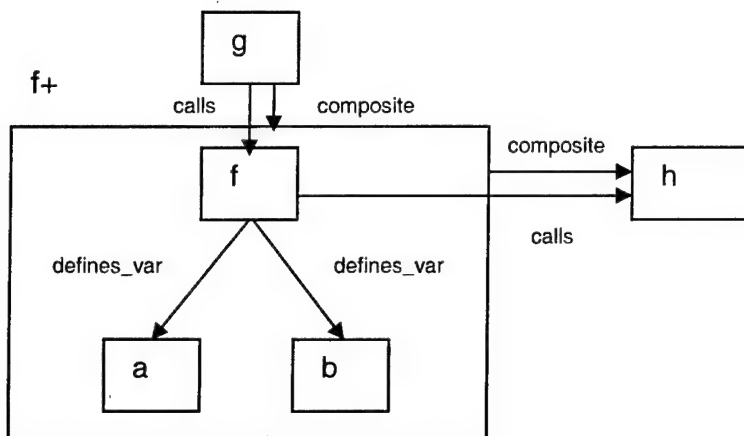 g
f+
calls
composite
f
composite
h
calls
defines_var
defines_var
a
b